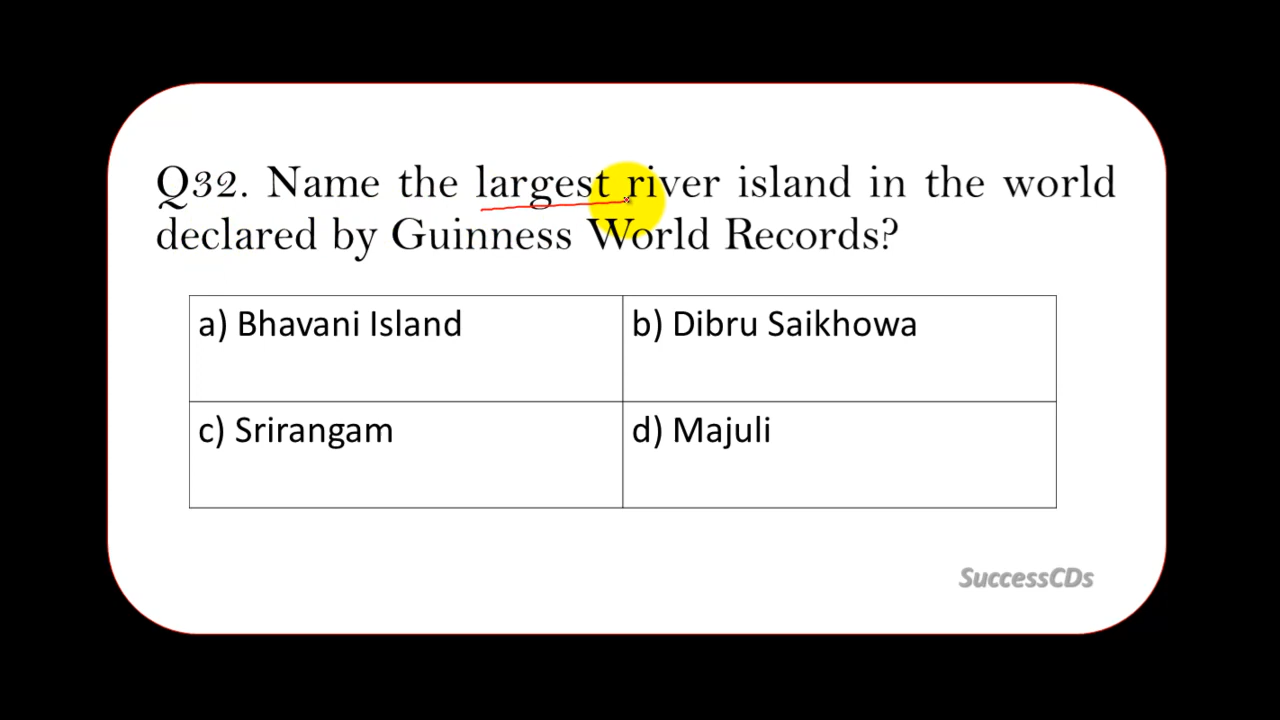 Q32. Name the largest river island in the world
declared by Guinness World Records?
a) Bhavani Island
b) Dibru Saikhowa
c) Srirangam
d) Majuli
SuccessCDs